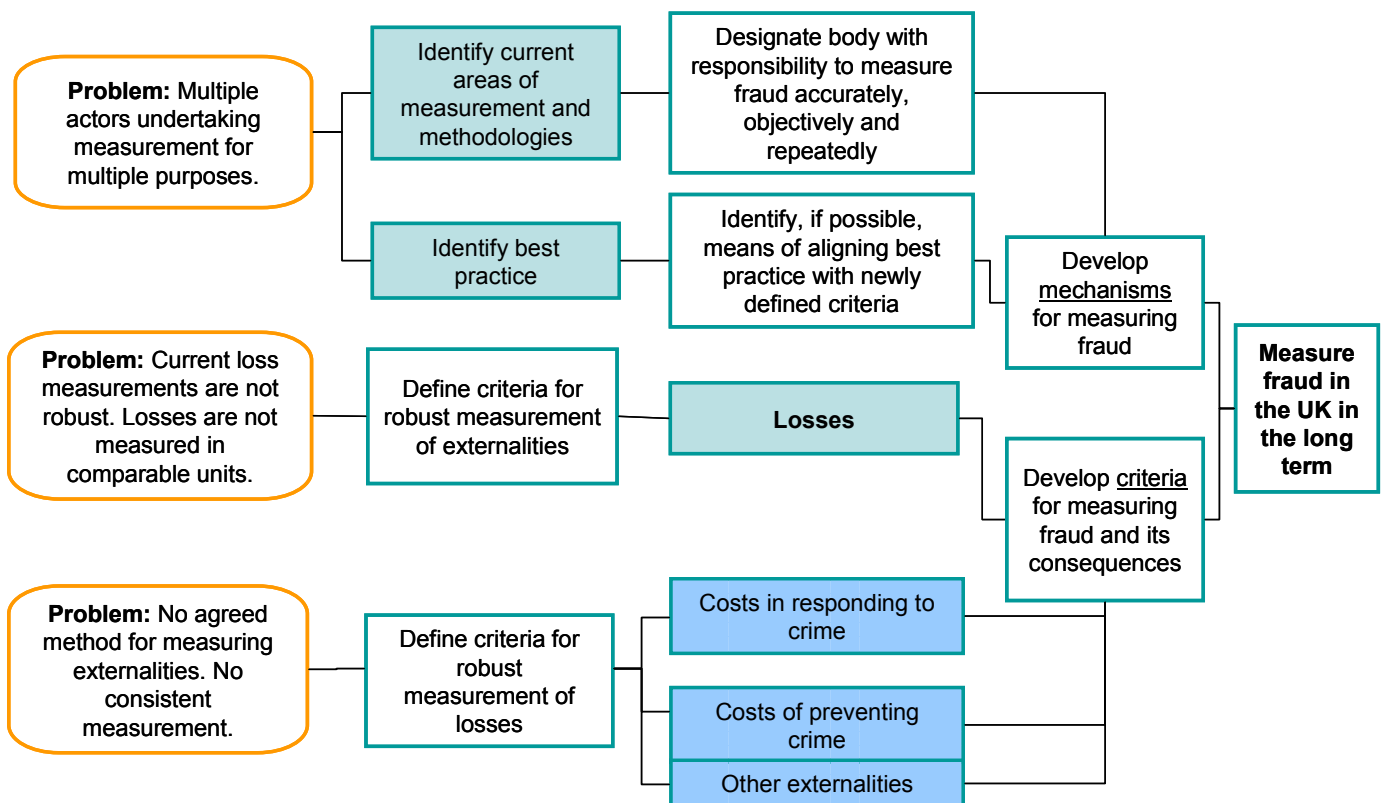 Problem: Multiple
actors undertaking
measurement for
multiple purposes.
Identify current
areas of
measurement and
methodologies
Designate body with
responsibility to measure
fraud accurately,
objectively and
repeatedly
Identify best
practice
Identify, if possible,
means of aligning best
practice with newly
defined criteria
Develop
mechanisms
for measuring
fraud
Problem: Current loss
measurements are not
robust. Losses are not
measured in
comparable units.
Define criteria for
robust measurement
of externalities
Losses
Develop criteria
for measuring
fraud and its
consequences
Measure
fraud in
the UK in
the long
term
Problem: No agreed
method for measuring
externalities. No
consistent
measurement.
Define criteria for
robust
measurement of
losses
Costs in responding to
crime
Costs of preventing
crime
Other externalities